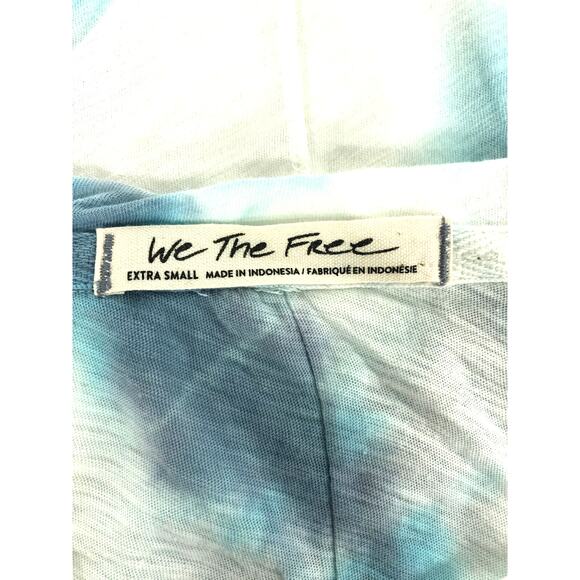 We The Free
EXTRA SMALL MADE IN INDONESIA / FABRIQUÉ EN INDONÉSIE